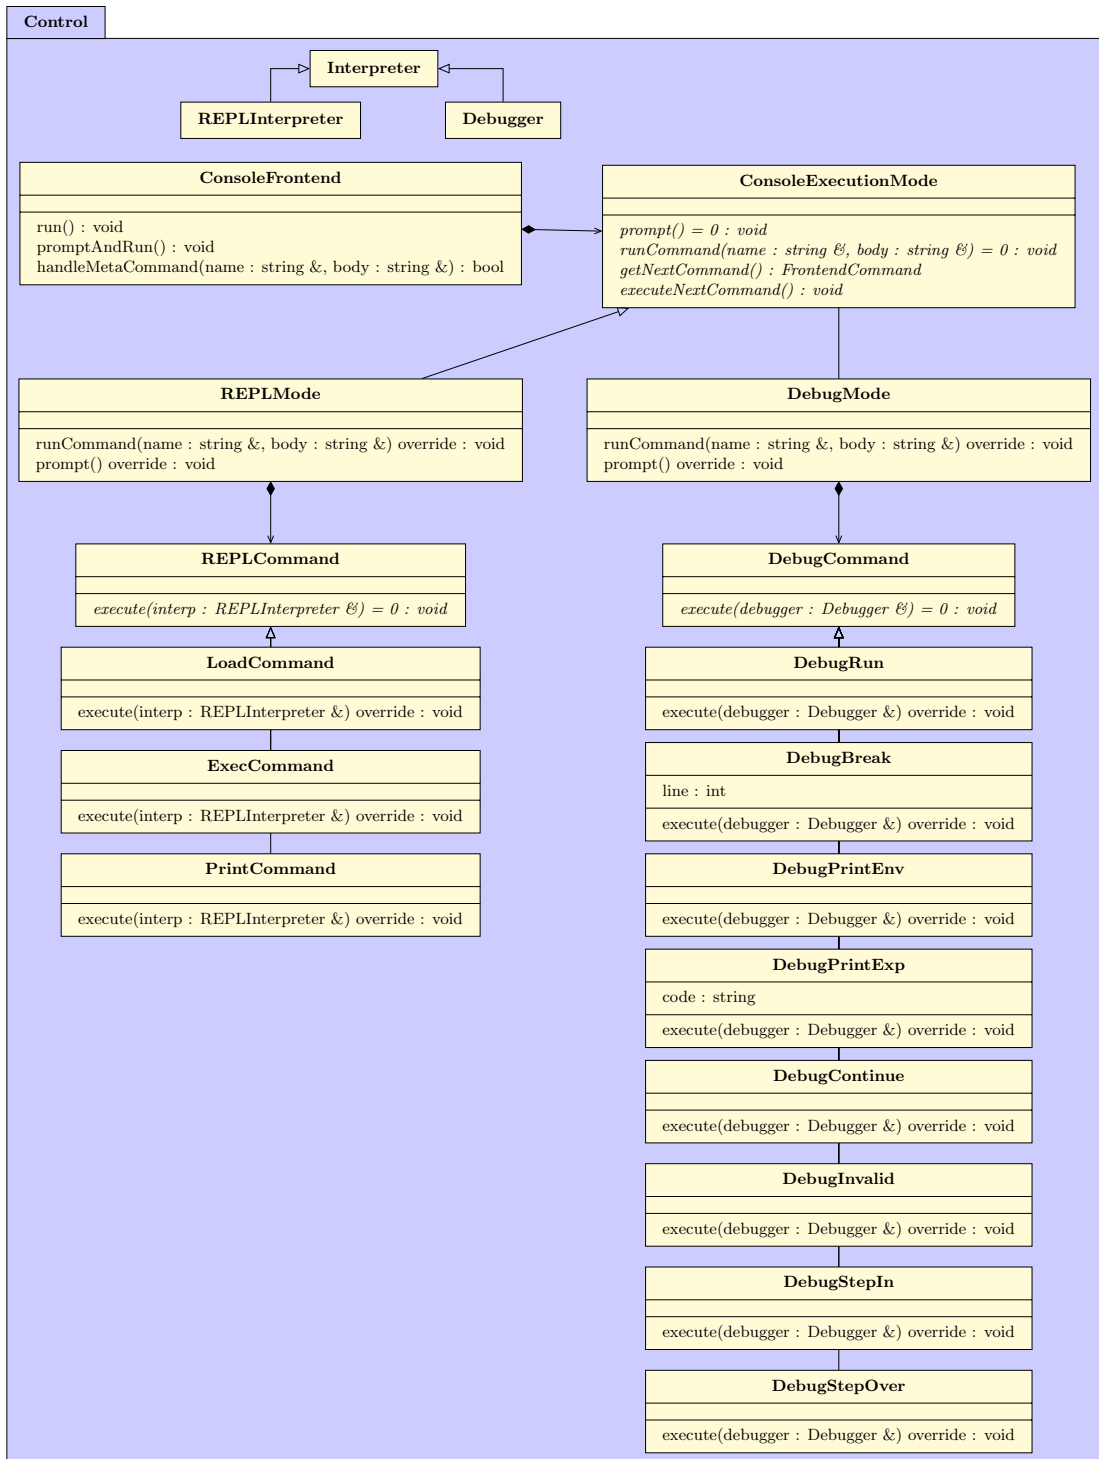 Control
Interpreter
REPLInterpreter
Debugger
ConsoleFrontend
run() : void
promptAndRun() : void
handleMetaCommand(name : string &, body : string &) : bool
ConsoleExecutionMode
prompt() = 0 : void
runCommand(name : string &, body : string &) = 0 : void
getNextCommand() : FrontendCommand
executeNextCommand() : void
REPLMode
runCommand(name : string &, body : string &) override : void
prompt() override : void
DebugMode
runCommand(name : string &, body : string &) override : void
prompt() override : void
REPLCommand
execute(interp : REPLInterpreter &) = 0 : void
LoadCommand
execute(interp : REPLInterpreter &) override : void
ExecCommand
execute(interp : REPLInterpreter &) override : void
PrintCommand
execute(interp : REPLInterpreter &) override : void
DebugCommand
execute(debugger : Debugger &) = 0 : void
DebugRun
execute(debugger : Debugger &) override : void
DebugBreak
line : int
execute(debugger : Debugger &) override : void
DebugPrintEnv
execute(debugger : Debugger &) override : void
DebugPrintExp
code : string
execute(debugger : Debugger &) override : void
DebugContinue
execute(debugger : Debugger &) override : void
DebugInvalid
execute(debugger : Debugger &) override : void
DebugStepIn
execute(debugger : Debugger &) override : void
DebugStepOver
execute(debugger : Debugger &) override : void